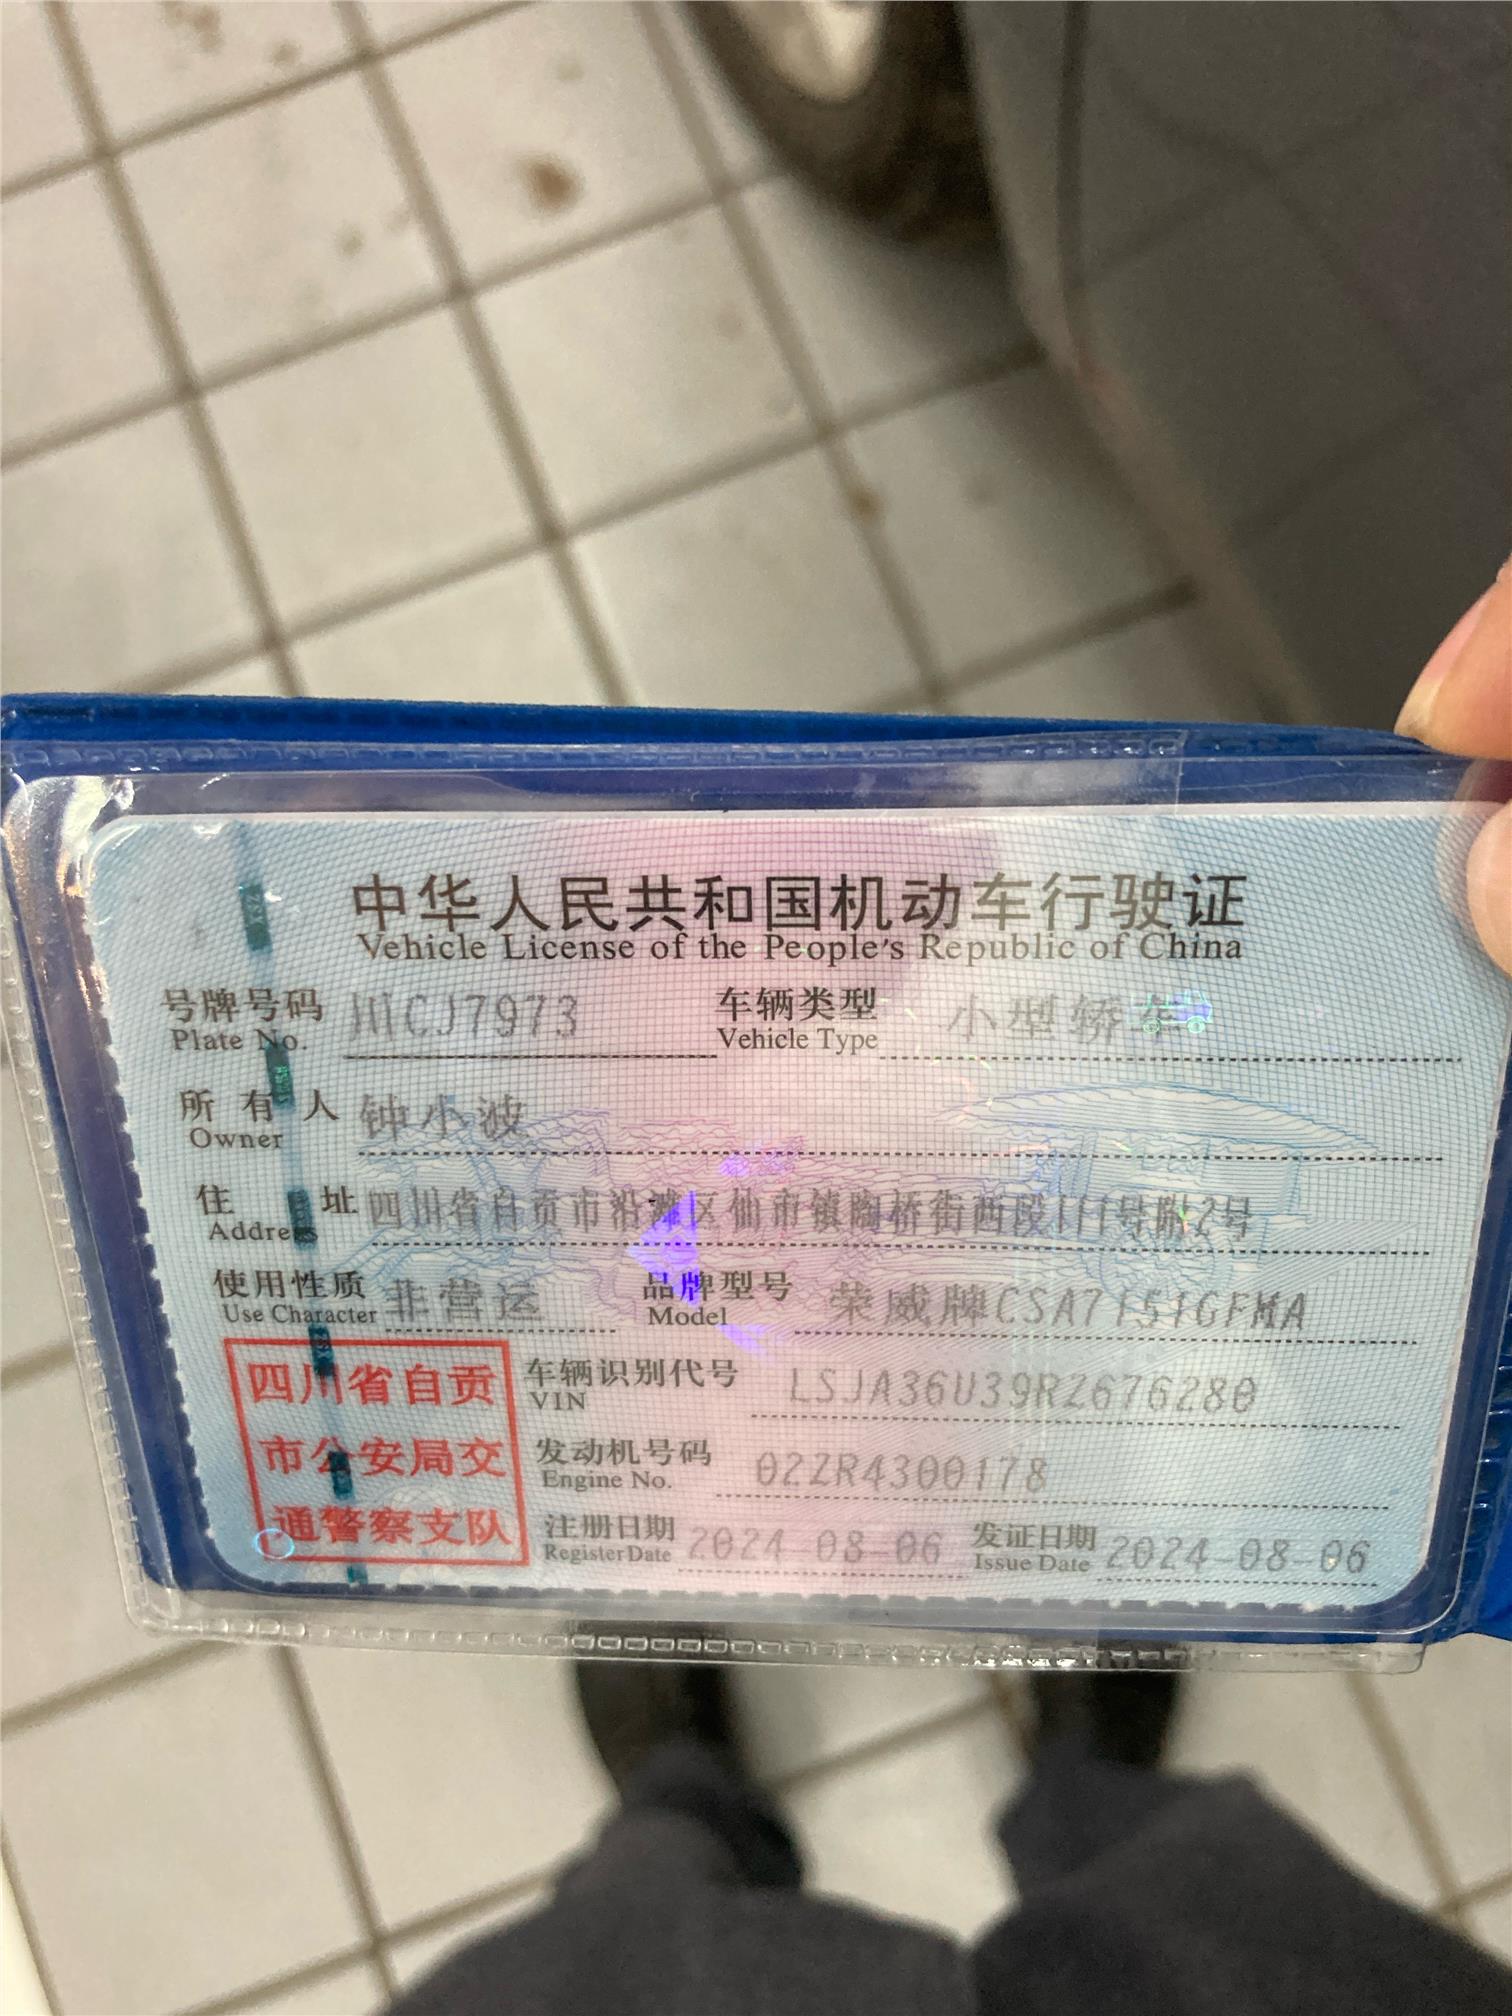 中华人民共和国机动车行驶证
Vehicle License of the People's Republic of China
号牌号码 川CJ7973 车辆类型 小型轿车
Plate No. Vehicle Type
所有人 钟小波
Owner
住址 四川省自贡市沿滩区仙市镇陶桥街西段111号附2号
Address
使用性质 非营运 品牌型号 荣威牌CSA7151GFMA
Use Character Model
四川省自贡
市公安局交
通警察支队
车辆识别代号 LSJA36U39RZ676280
VIN
发动机号码 02ZR4300178
Engine No.
注册日期 2024-08-06 发证日期 2024-08-06
Register Date Issue Date